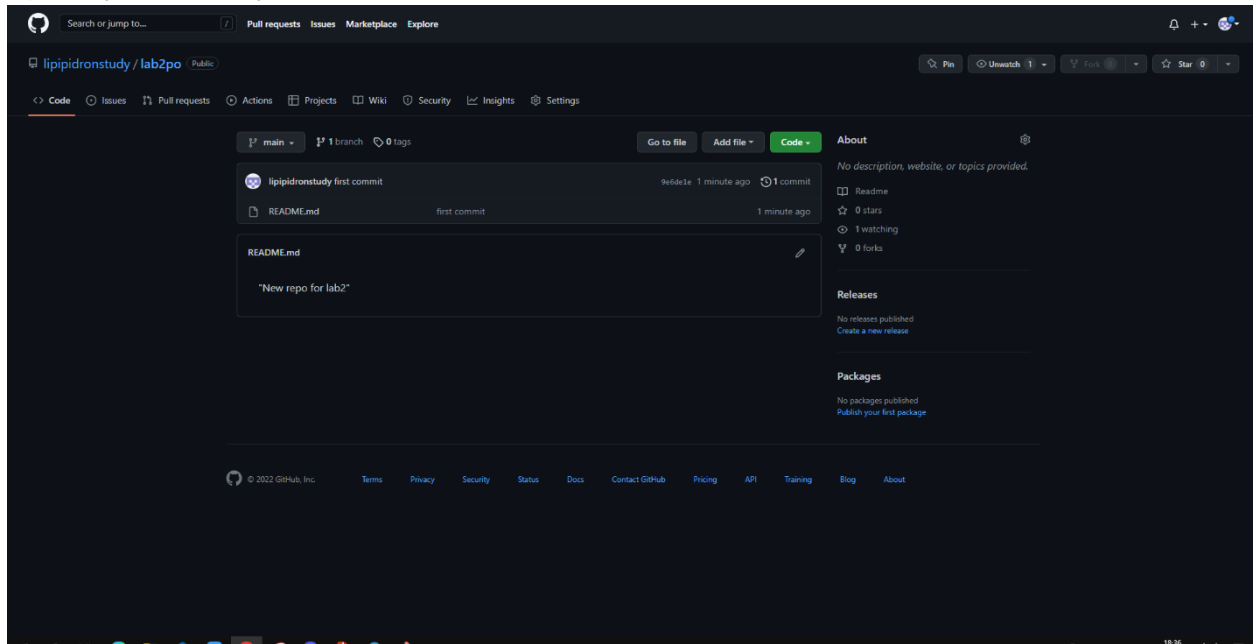 Search or jump to... / Pull requests Issues Marketplace Explore
lipipidronstudy / lab2po Public Pin Unwatch 1 Fork 0 Star 0
Code Issues Pull requests Actions Projects Wiki Security Insights Settings
main 1 branch 0 tags Go to file Add file Code
lipipidronstudy first commit 9e6de1e 1 minute ago 1 commit
README.md first commit 1 minute ago
README.md
"New repo for lab2"
About
No description, website, or topics provided.
Readme
0 stars
1 watching
0 forks
Releases
No releases published
Create a new release
Packages
No packages published
Publish your first package
© 2022 GitHub, Inc. Terms Privacy Security Status Docs Contact GitHub Pricing API Training Blog About
18:36